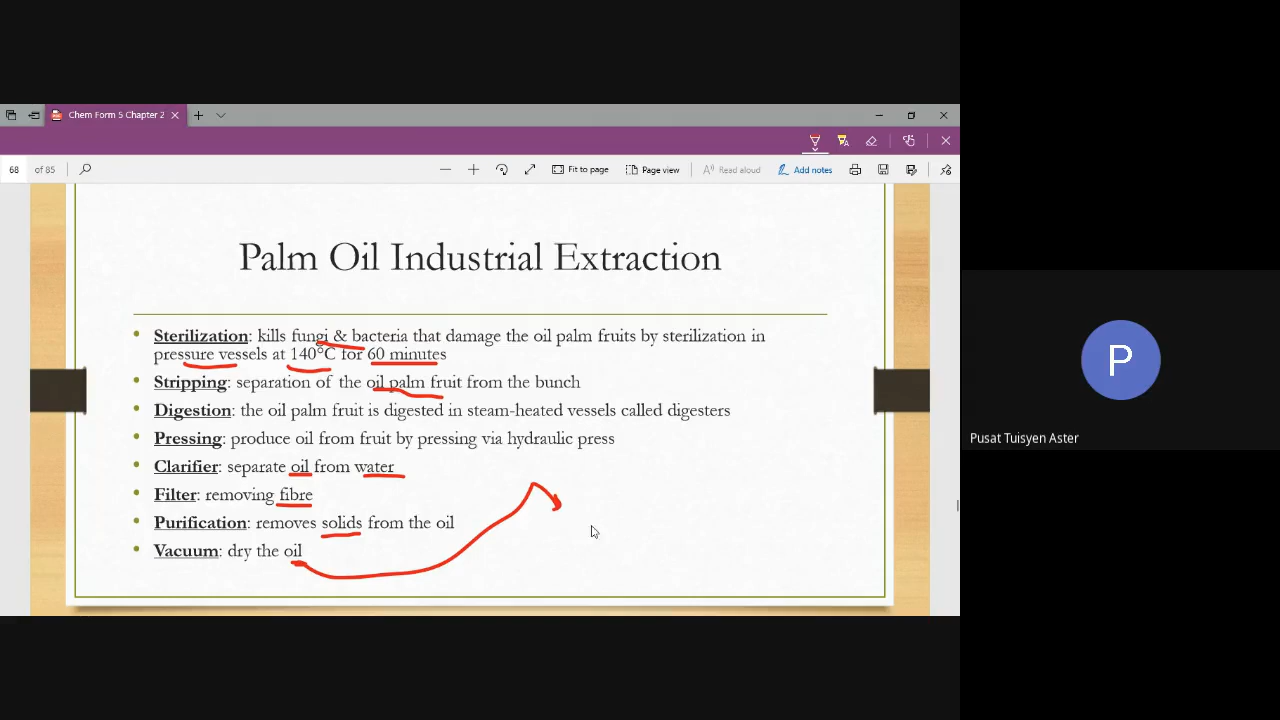 Chem Form 5 Chapter 2
68 of 85
Fit to page
Page view
Read aloud
Add notes
Palm Oil Industrial Extraction
Sterilization: kills fungi & bacteria that damage the oil palm fruits by sterilization in
pressure vessels at 140°C for 60 minutes
Stripping: separation of the oil palm fruit from the bunch
Digestion: the oil palm fruit is digested in steam-heated vessels called digesters
Pressing: produce oil from fruit by pressing via hydraulic press
Clarifier: separate oil from water
Filter: removing fibre
Purification: removes solids from the oil
Vacuum: dry the oil
P
Pusat Tuisyen Aster